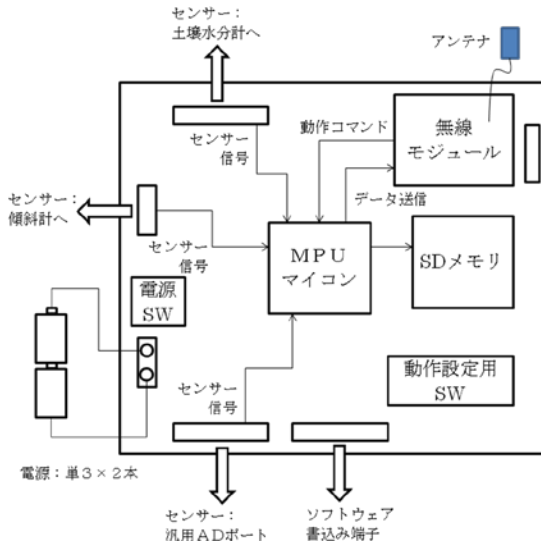 センサー：
土壌水分計へ
アンテナ
センサー
信号
動作コマンド
無線
モジュール
データ送信
センサー：
傾斜計へ
センサー
信号
ＭＰＵ
マイコン
SDメモリ
電源
SW
センサー
信号
動作設定用
SW
電源：単３×２本
センサー：
汎用ＡＤポート
ソフトウェア
書込み端子